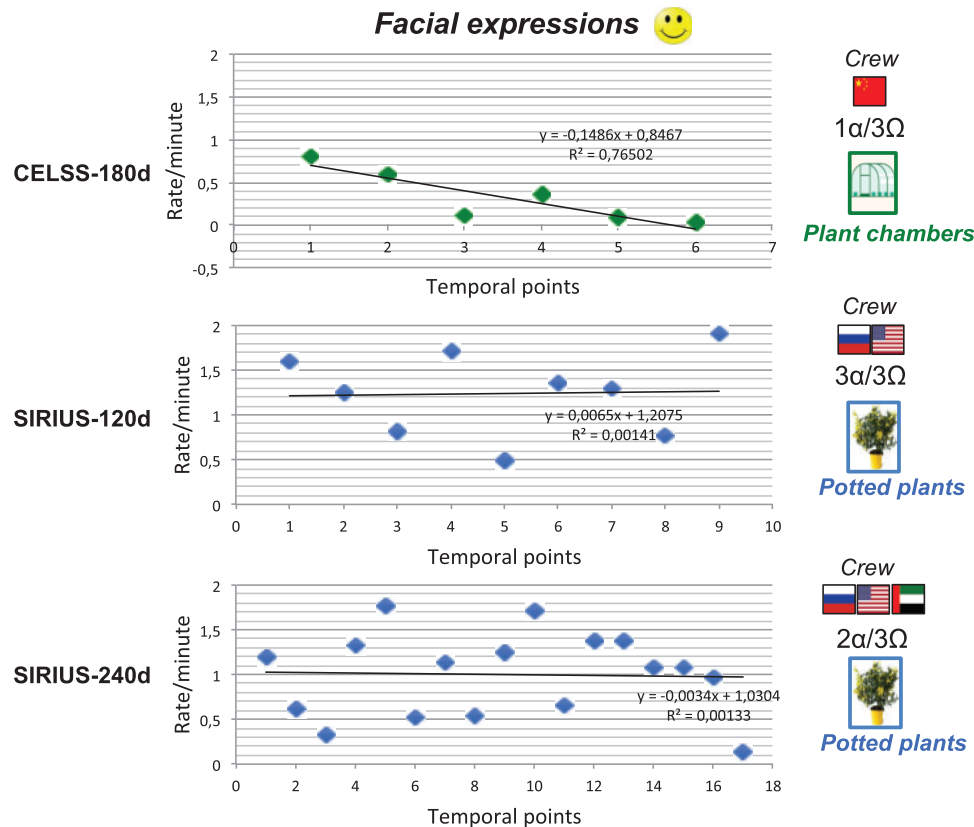 Facial expressions
CELSS-180d
Rate/minute
2
1,5
1
0,5
0
-0,5
y = -0,1486x + 0,8467
R² = 0,76502
0 1 2 3 4 5 6 7
Temporal points
Crew
1α/3Ω
Plant chambers
SIRIUS-120d
Rate/minute
2
1,5
1
0,5
0
y = 0,0065x + 1,2075
R² = 0,00141
0 1 2 3 4 5 6 7 8 9 10
Temporal points
Crew
3α/3Ω
Potted plants
SIRIUS-240d
Rate/minute
2
1,5
1
0,5
0
y = -0,0034x + 1,0304
R² = 0,00133
0 2 4 6 8 10 12 14 16 18
Temporal points
Crew
2α/3Ω
Potted plants